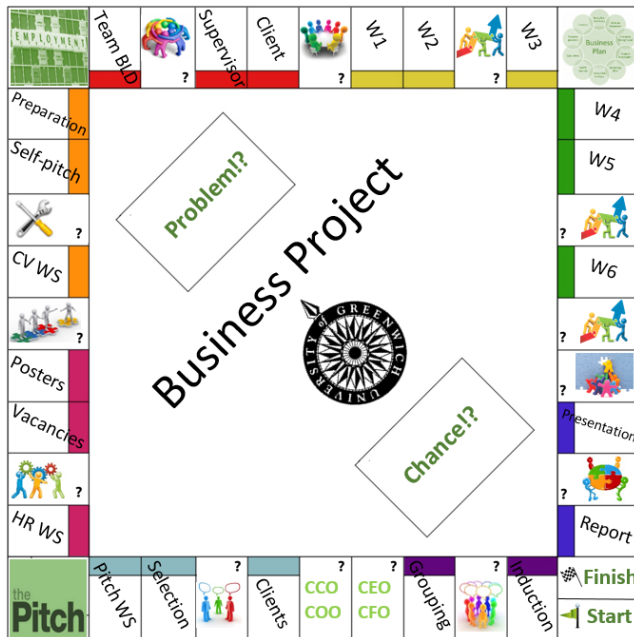 EMPLOYMENT
Team BLD
?
Supervisor
Client
?
W1
W2
?
W3
Business
Plan
Preparation
Self-pitch
?
CV WS
?
Posters
Vacancies
?
HR WS
W4
W5
?
W6
?
?
Presentation
?
Report
Problem!?
Business Project
UNIVERSITY of GREENWICH
Chance!?
the
Pitch
Pitch WS
Selection
?
Clients
?
CCO
COO
?
CEO
CFO
Grouping
?
Induction
Finish
Start